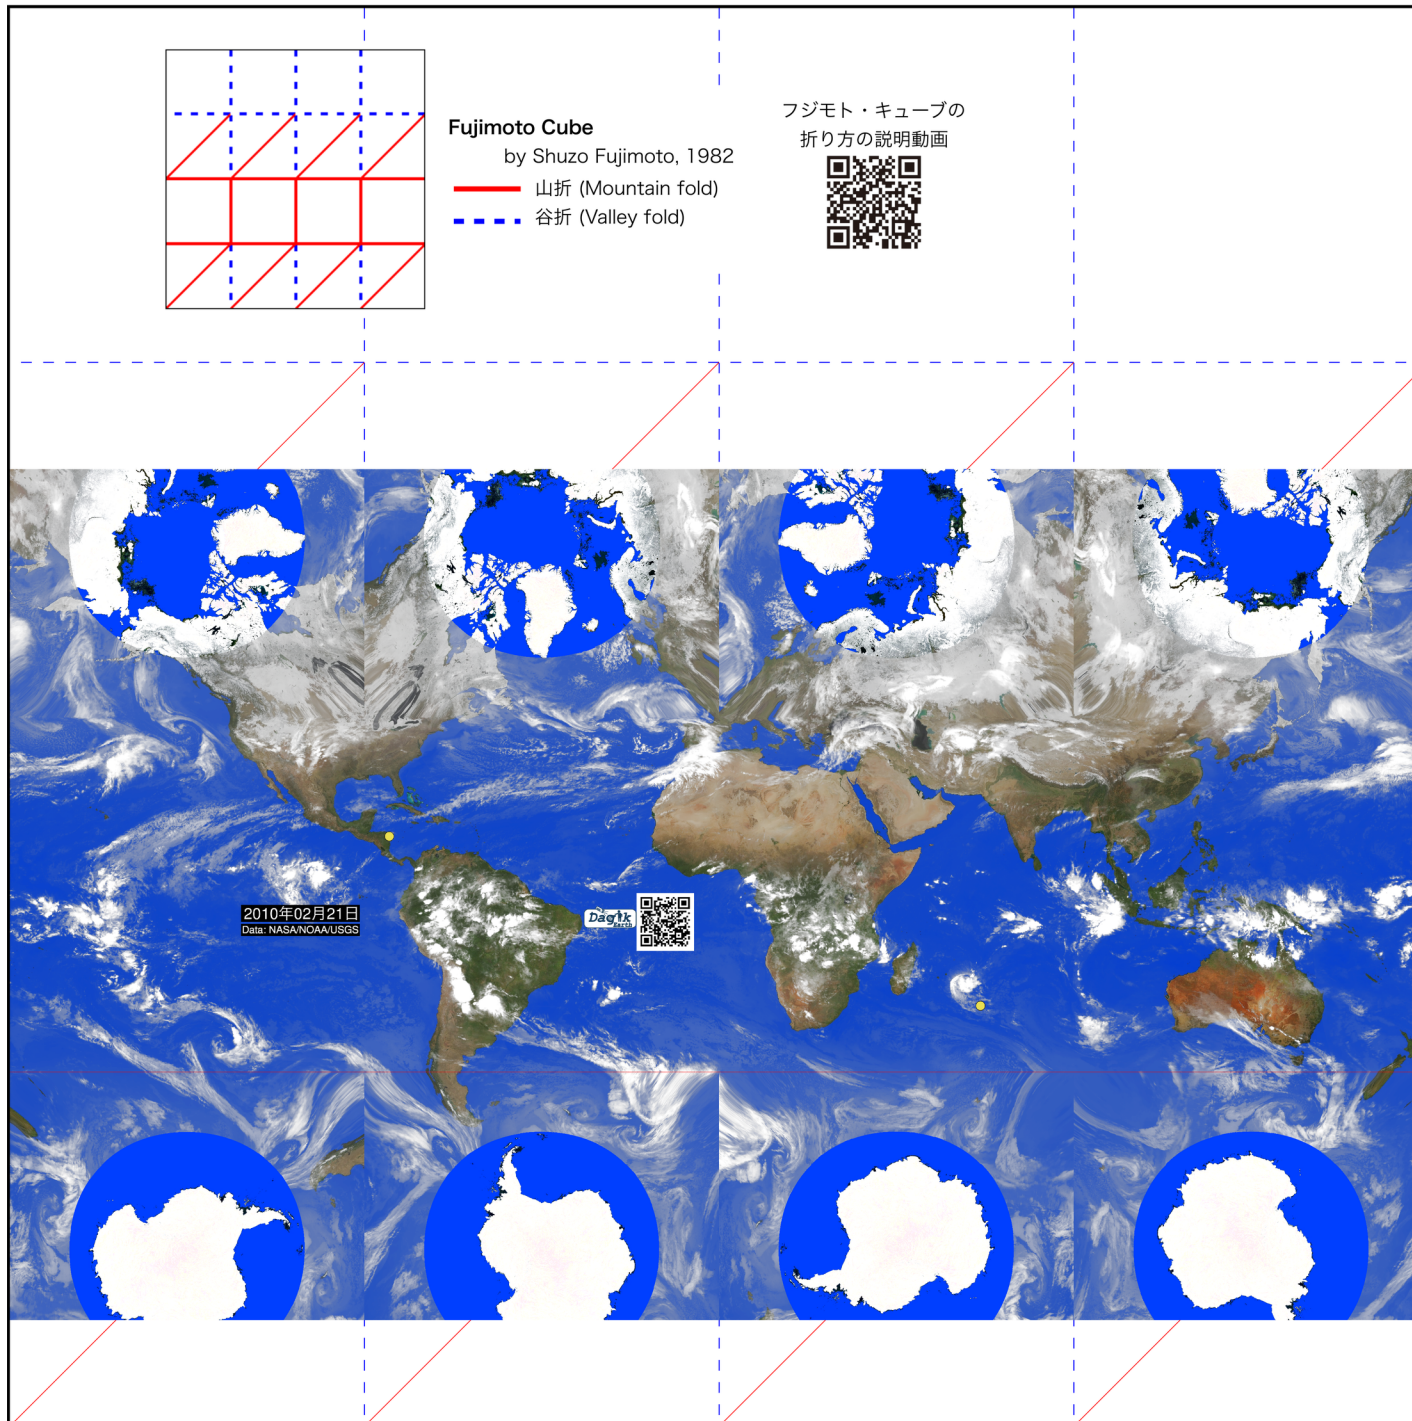 Fujimoto Cube
by Shuzo Fujimoto, 1982
山折 (Mountain fold)
谷折 (Valley fold)
フジモト・キューブの
折り方の説明動画
2010年02月21日
Data: NASA/NOAA/USGS
Dagik
Earth